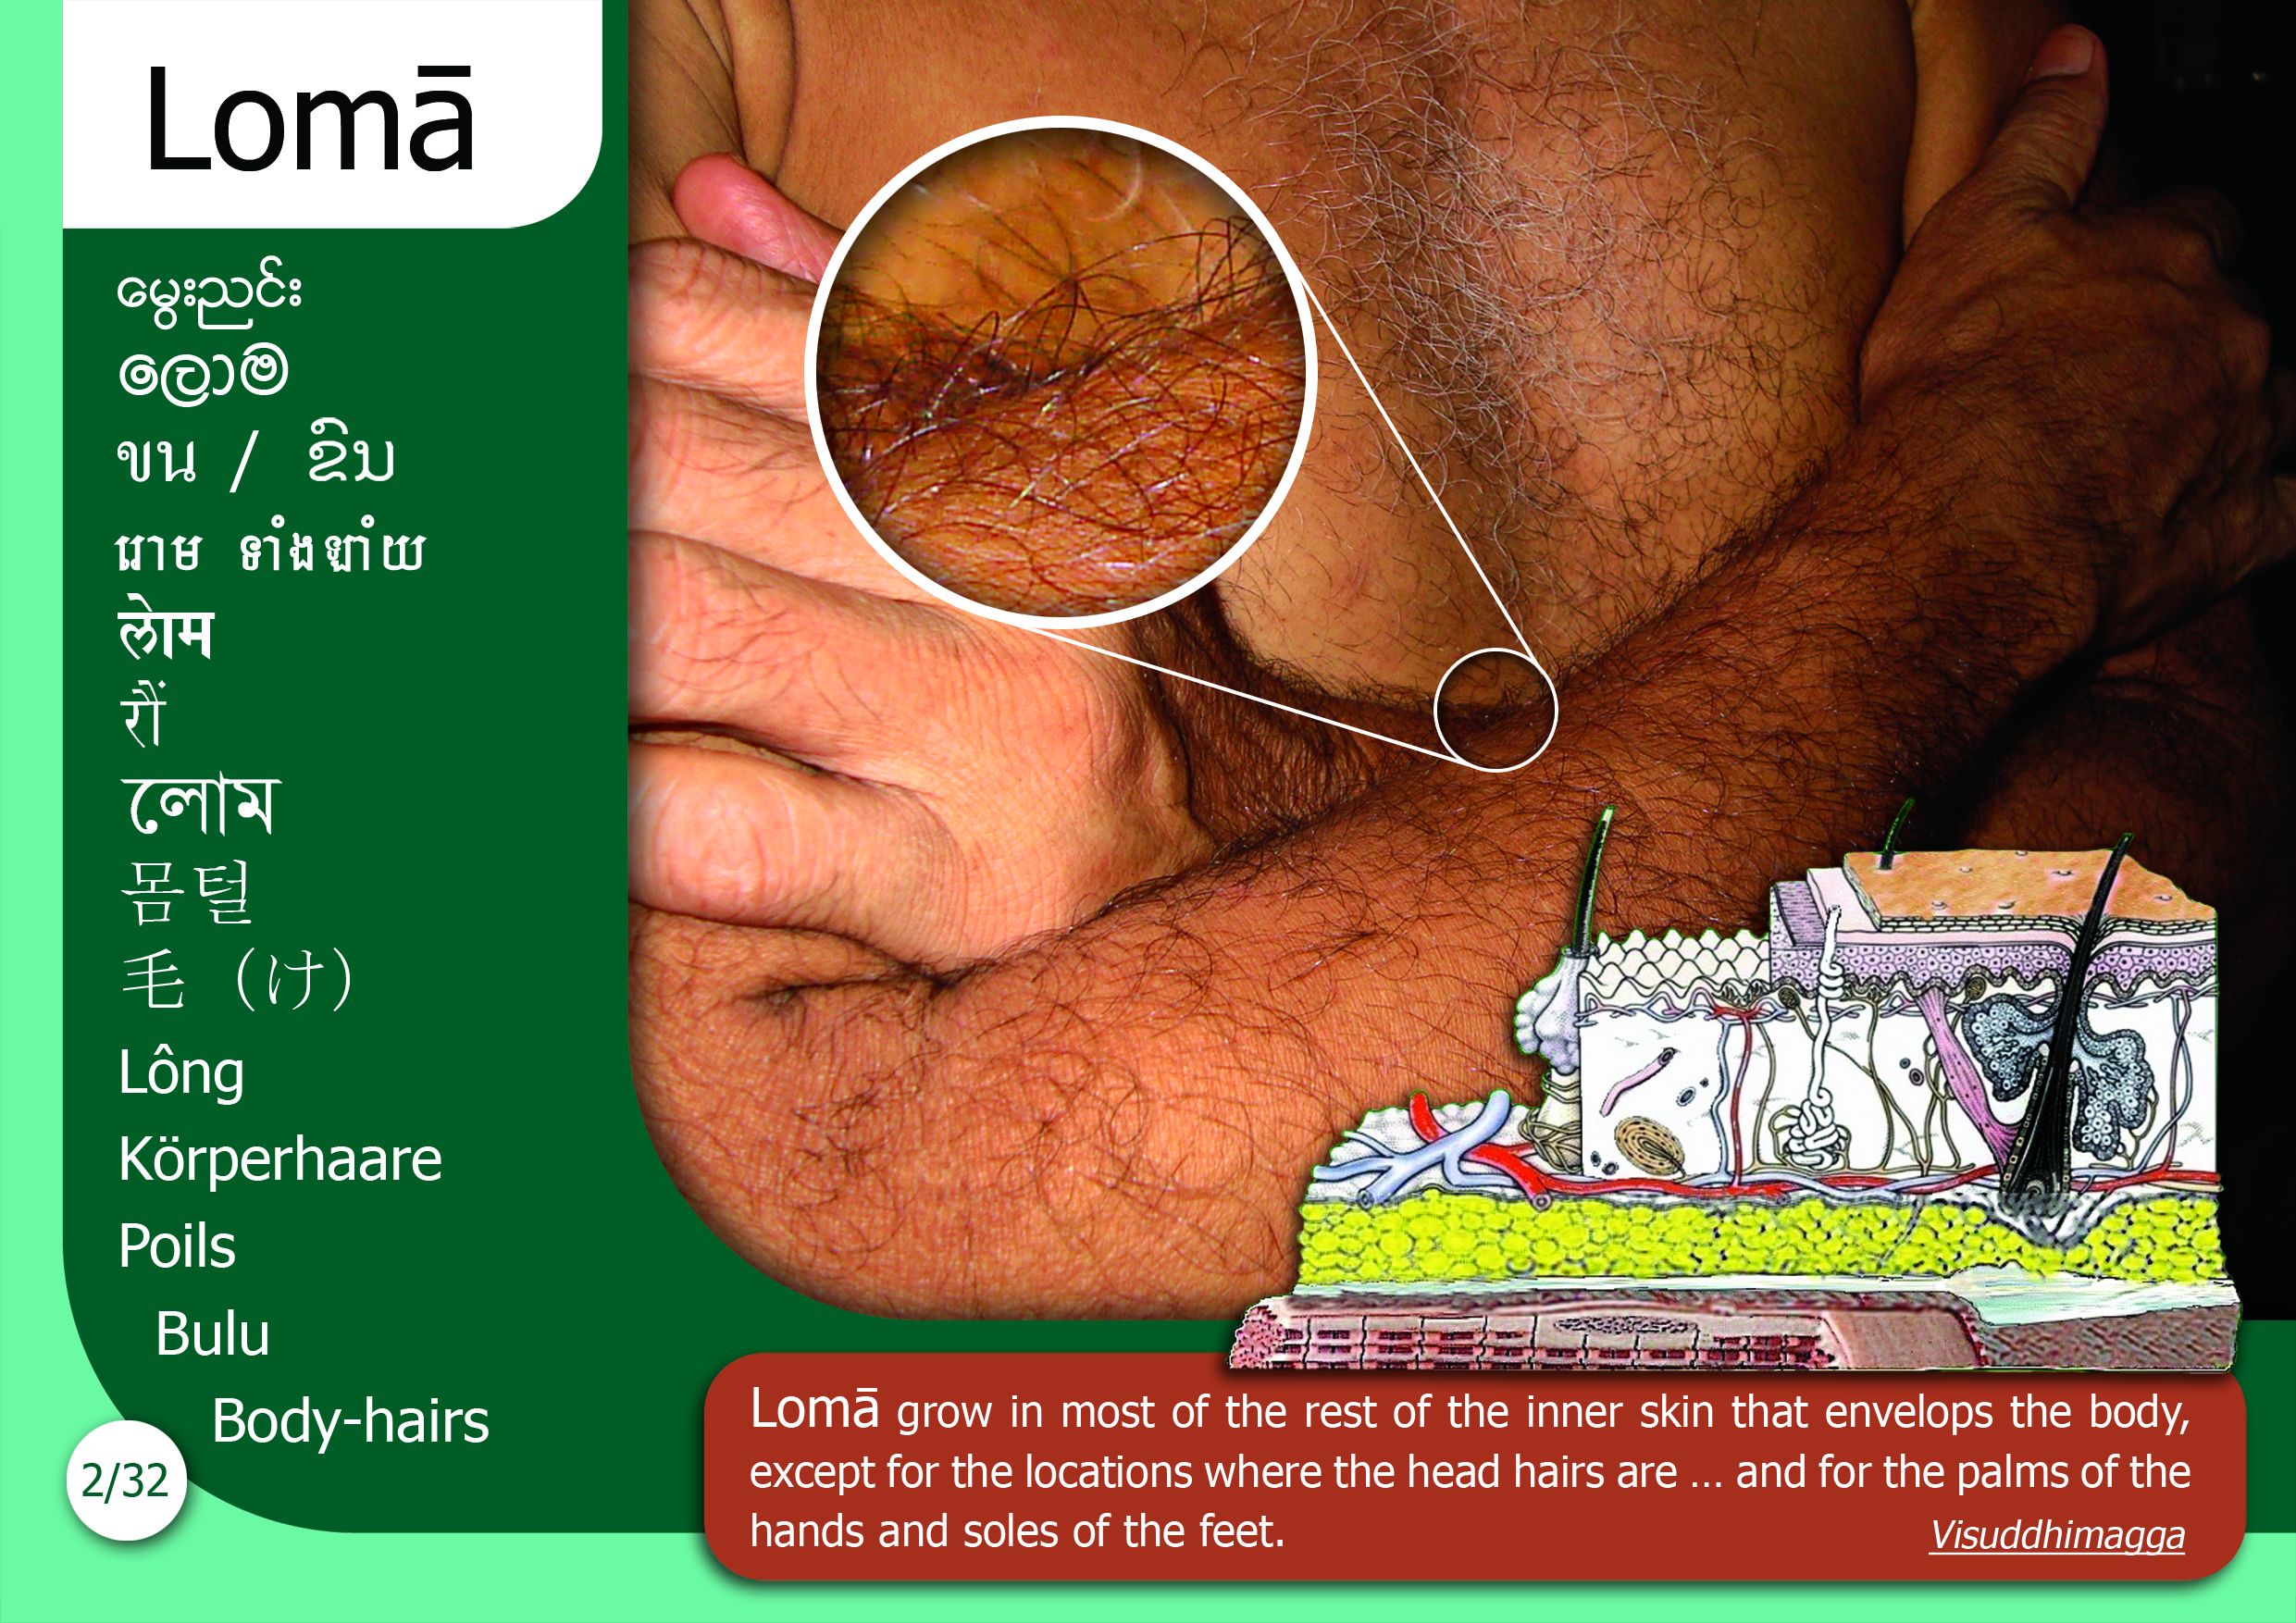 Lomā
မွေးညင်း
ලොම
ขน / ຂົນ
រោម ទាំងឡាយ
लोम
रौं
লোম
몸털
毛（け）
Lông
Körperhaare
Poils
Bulu
Body-hairs
2/32
Lomā grow in most of the rest of the inner skin that envelops the body,
except for the locations where the head hairs are ... and for the palms of the
hands and soles of the feet.
Visuddhimagga